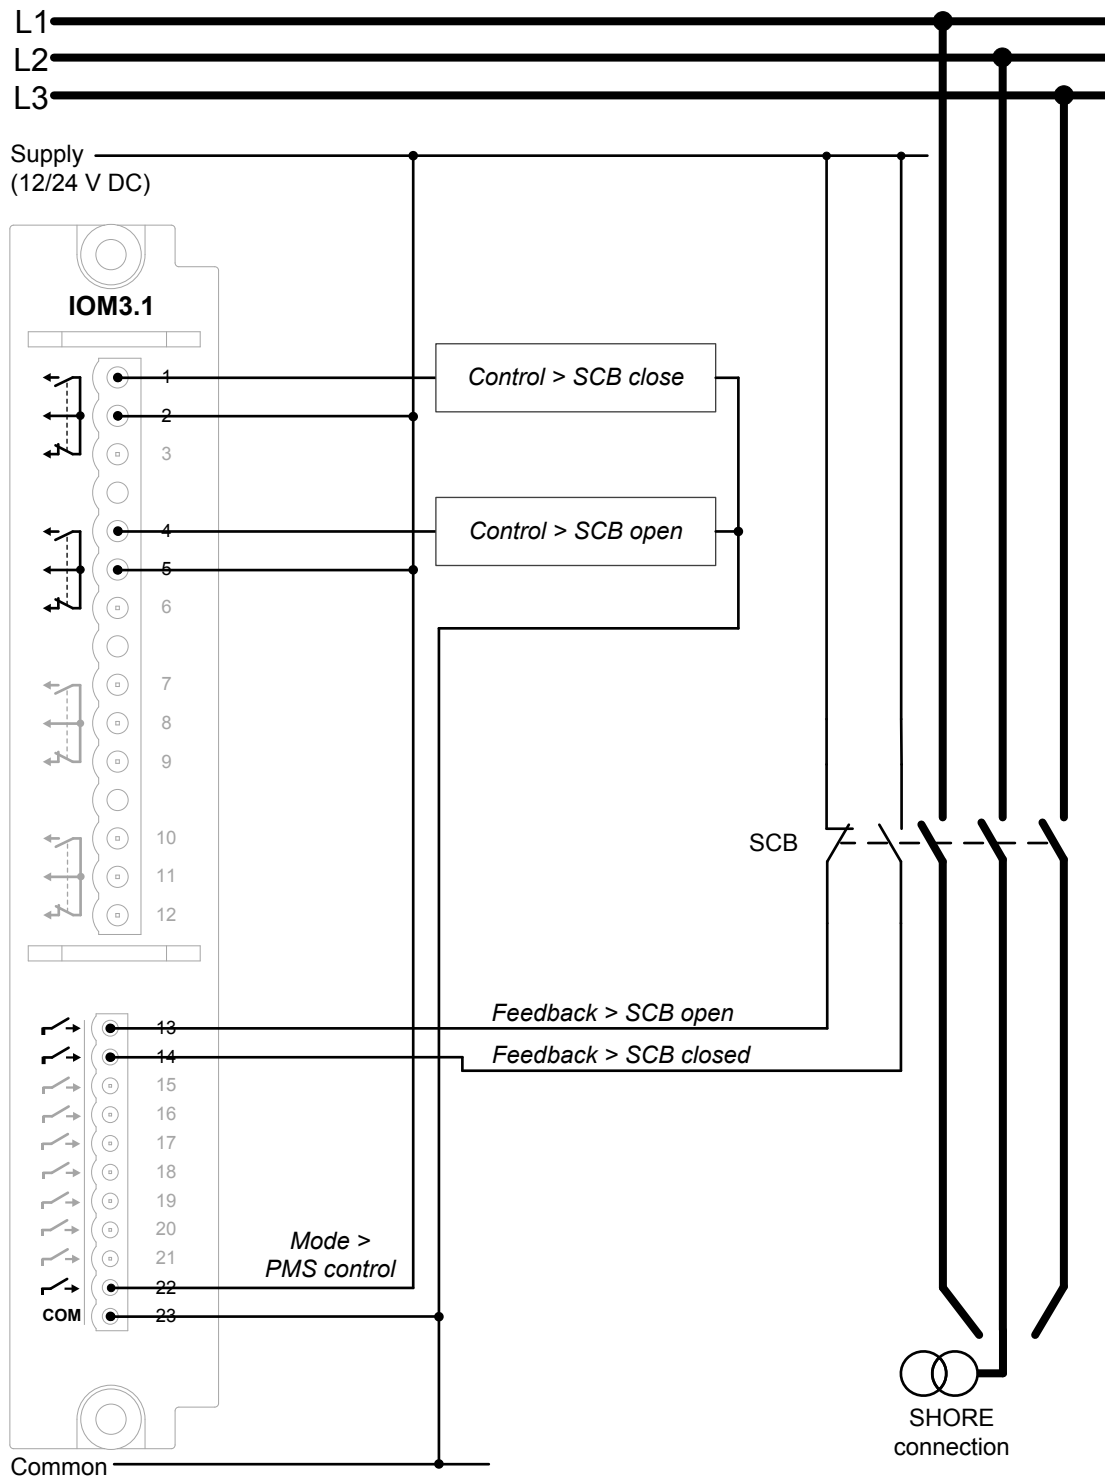 L1
L2
L3
Supply
(12/24 V DC)
IOM3.1
1
Control > SCB close
2
3
4
Control > SCB open
5
6
7
8
9
10
SCB
11
12
Feedback > SCB open
13
Feedback > SCB closed
14
15
16
17
18
19
20
21
Mode >
PMS control
22
COM
23
SHORE
connection
Common